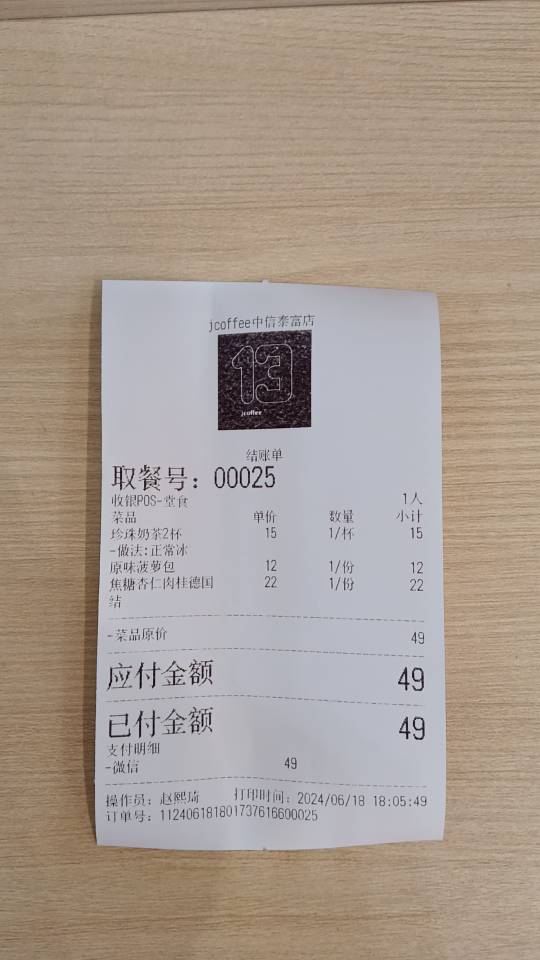 jcoffee中信泰富店
13
jcoffee
结账单
取餐号: 00025
收银POS-堂食 1人
菜品 单价 数量 小计
珍珠奶茶2杯 15 1/杯 15
-做法:正常冰
原味菠萝包 12 1/份 12
焦糖杏仁肉桂德国 22 1/份 22
结
-菜品原价 49
应付金额 49
已付金额 49
支付明细
-微信 49
操作员: 赵熙琦 打印时间: 2024/06/18 18:05:49
订单号: 1124061818017376166​00025